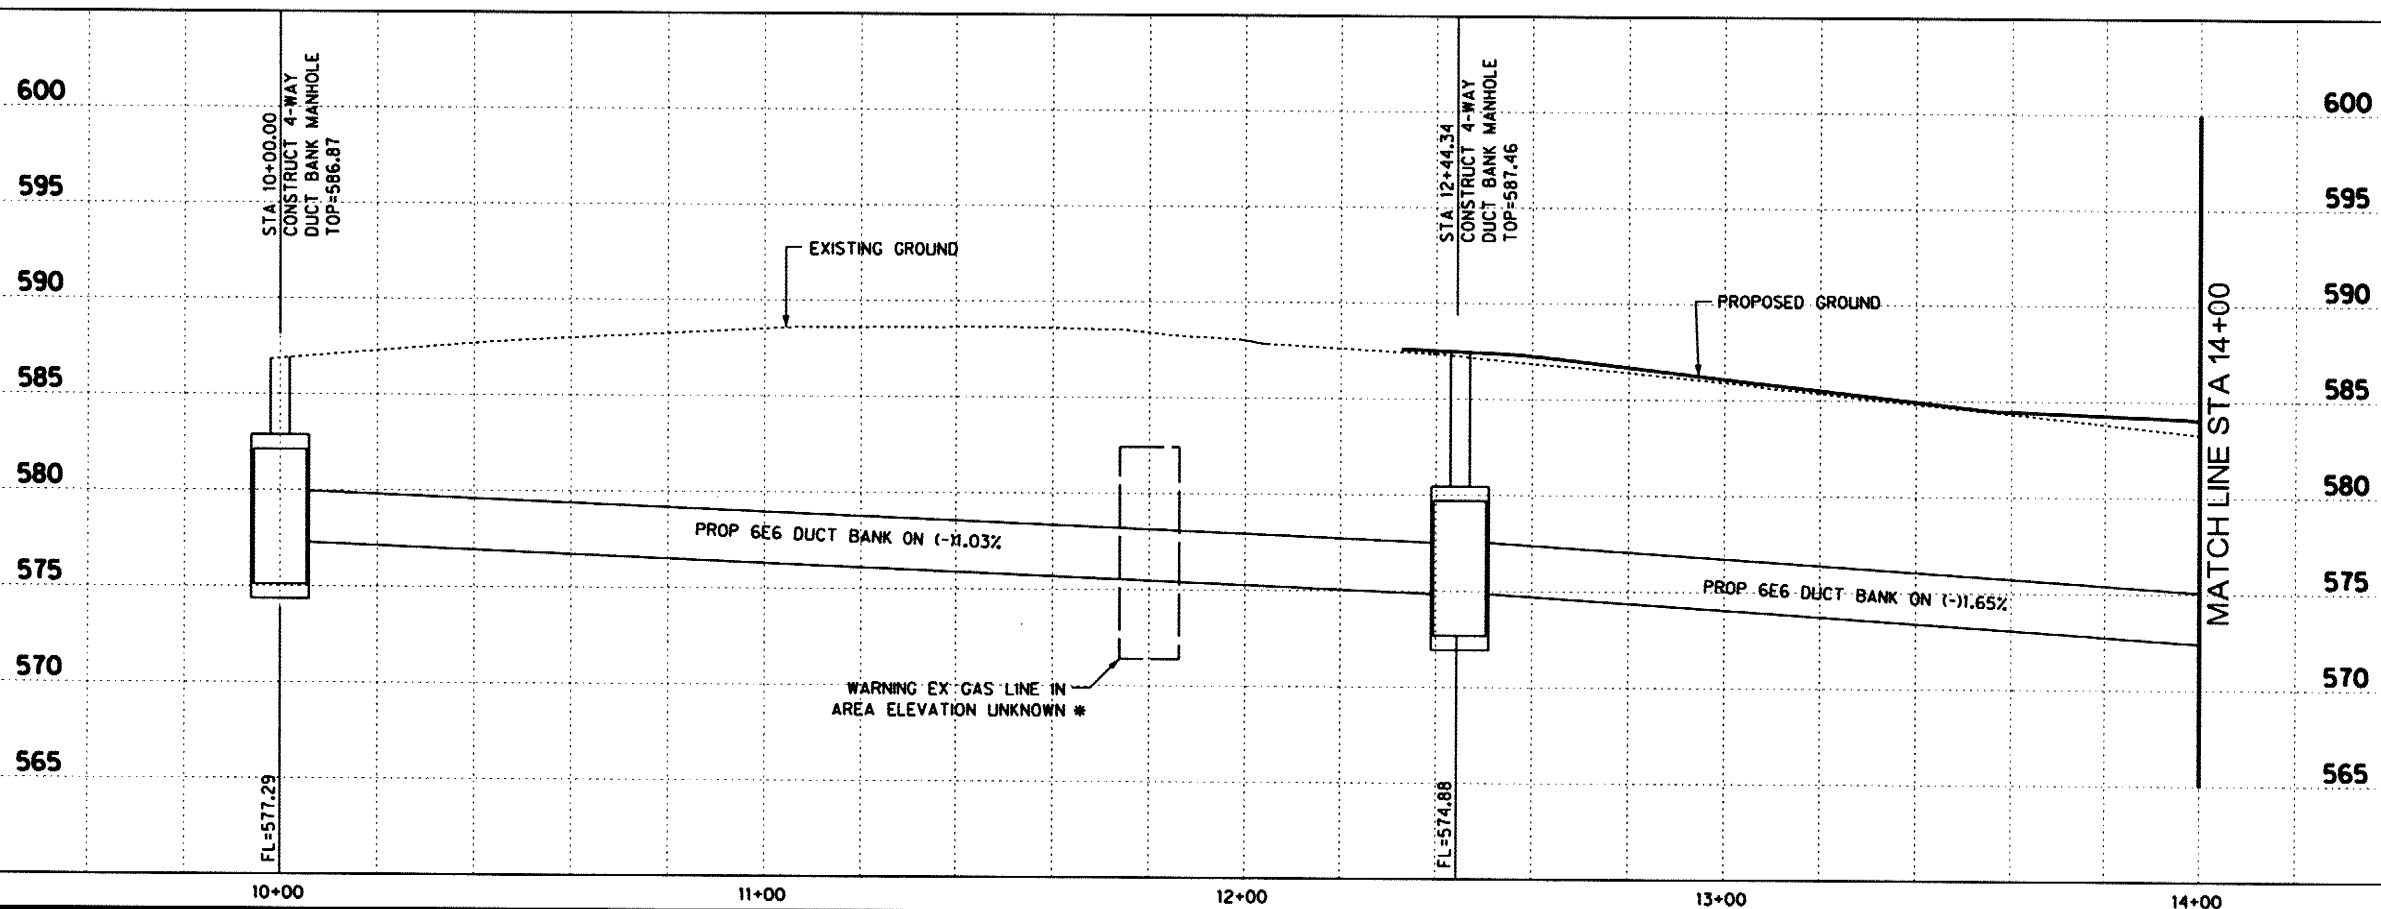 STA 10+00.00
CONSTRUCT 4-WAY
DUCT BANK MANHOLE
TOP=586.87
STA 12+44.34
CONSTRUCT 4-WAY
DUCT BANK MANHOLE
TOP=587.46
600
595
590
585
580
575
570
565
EXISTING GROUND
PROPOSED GROUND
PROP 6E6 DUCT BANK ON (-)1.03%
PROP 6E6 DUCT BANK ON (-)1.65%
WARNING EX GAS LINE IN
AREA ELEVATION UNKNOWN *
FL=577.29
FL=574.88
MATCH LINE STA 14+00
600
595
590
585
580
575
570
565
10+00
11+00
12+00
13+00
14+00